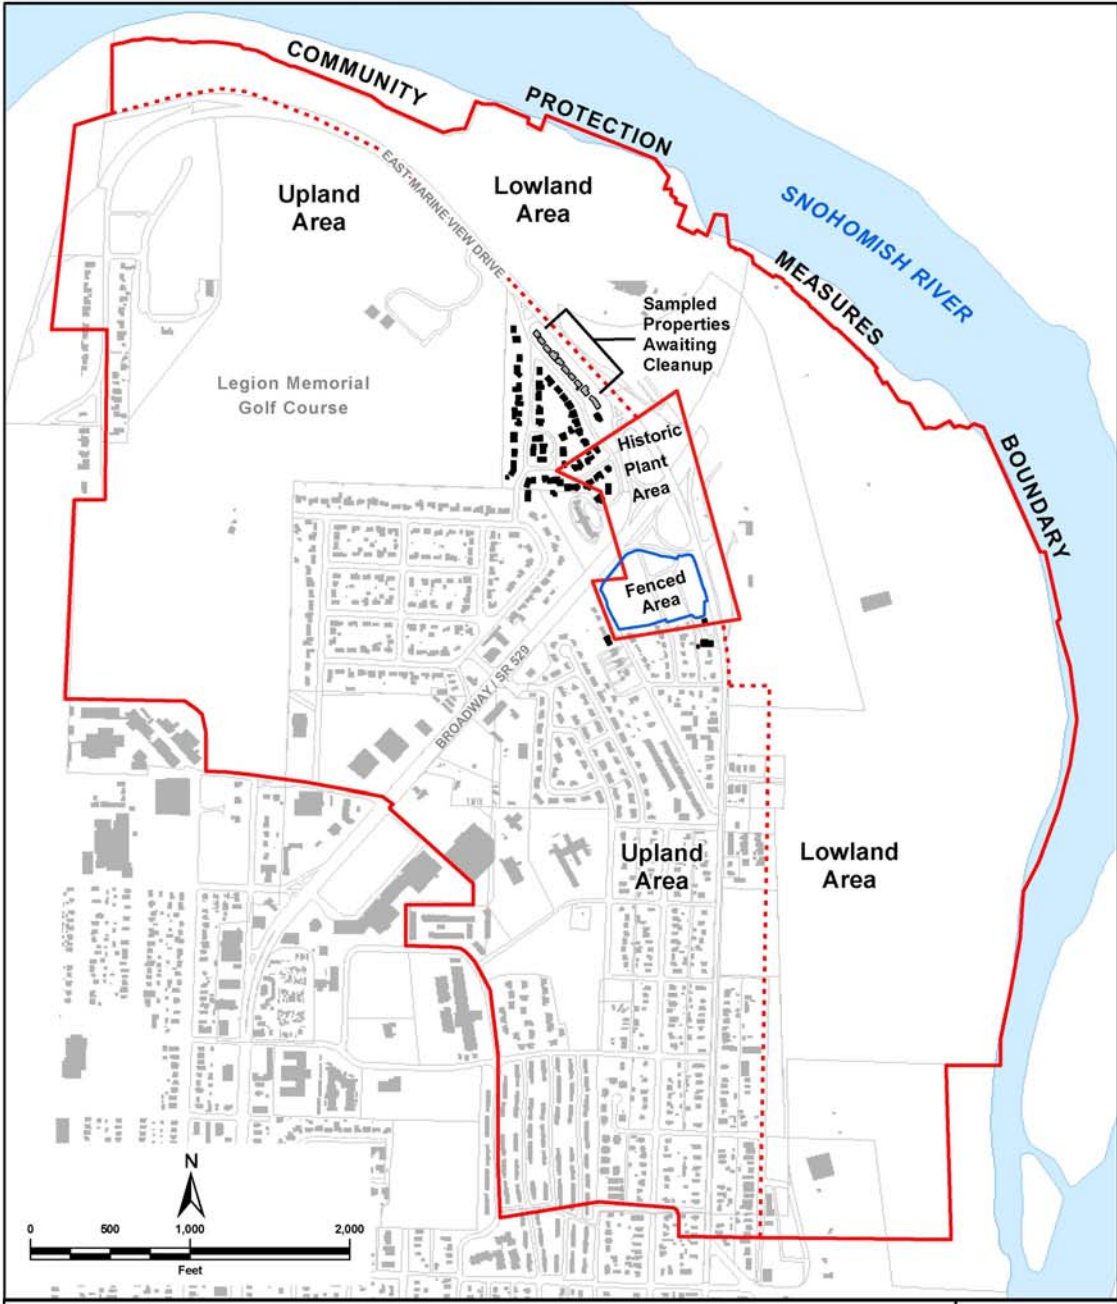 COMMUNITY
PROTECTION
MEASURES
BOUNDARY
SNOHOMISH RIVER
Upland
Area
Lowland
Area
EAST MARINE VIEW DRIVE
Sampled
Properties
Awaiting
Cleanup
Legion Memorial
Golf Course
Historic
Plant
Area
Fenced
Area
BROADWAY / SR 529
Upland
Area
Lowland
Area
N
0 500 1,000 2,000
Feet